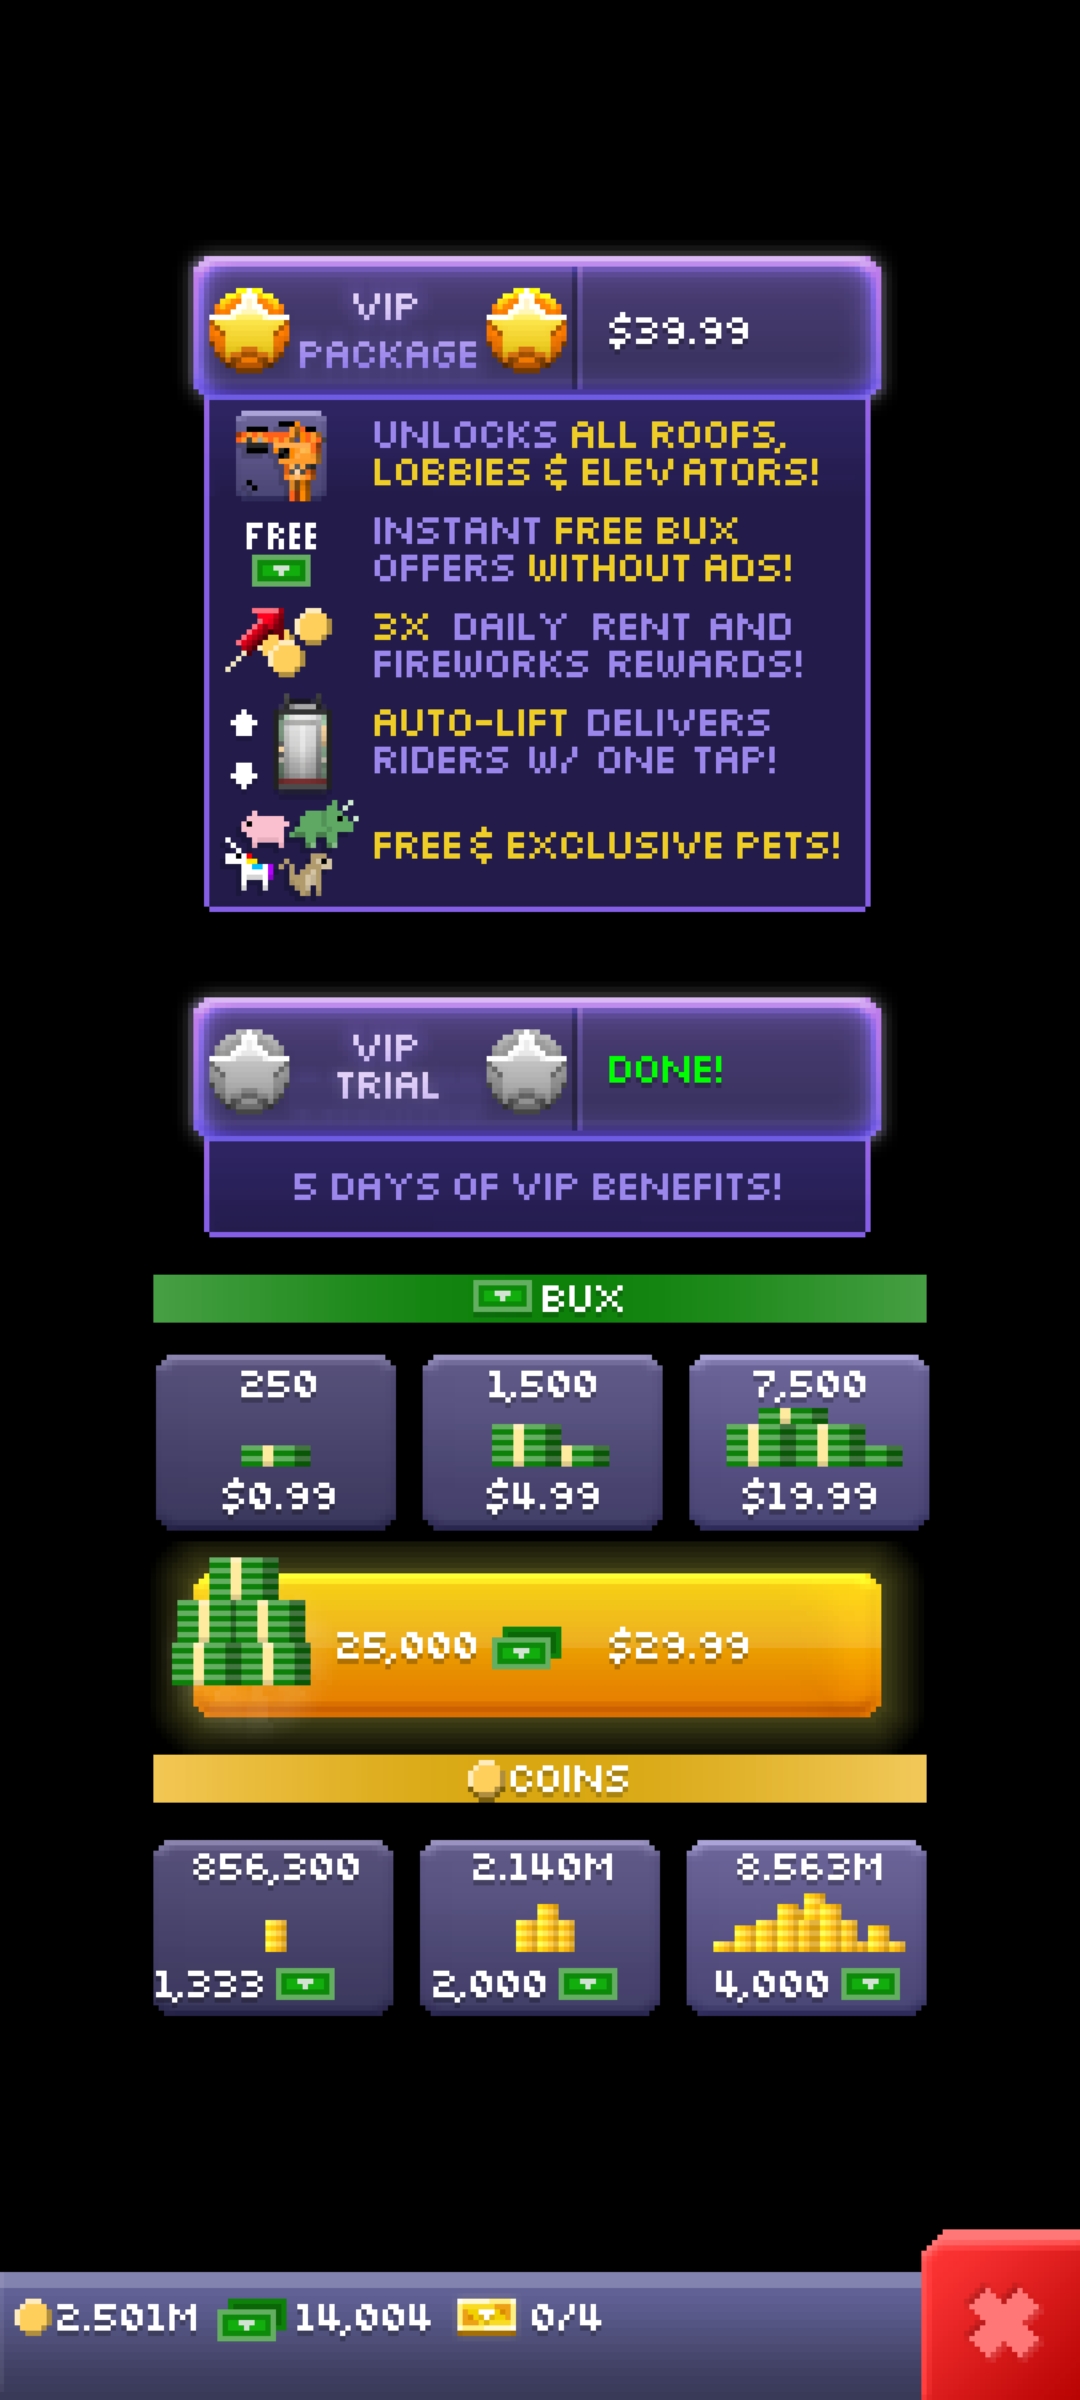 VIP
PACKAGE
$39.99
UNLOCKS ALL ROOFS,
LOBBIES & ELEVATORS!
FREE
INSTANT FREE BUX
OFFERS WITHOUT ADS!
3X DAILY RENT AND
FIREWORKS REWARDS!
AUTO-LIFT DELIVERS
RIDERS W/ ONE TAP!
FREE & EXCLUSIVE PETS!
VIP
TRIAL
DONE!
5 DAYS OF VIP BENEFITS!
BUX
250
$0.99
1,500
$4.99
7,500
$19.99
25,000 $29.99
COINS
856,300
1,333
2.140M
2,000
8.563M
4,000
2.501M 14,004 0/4